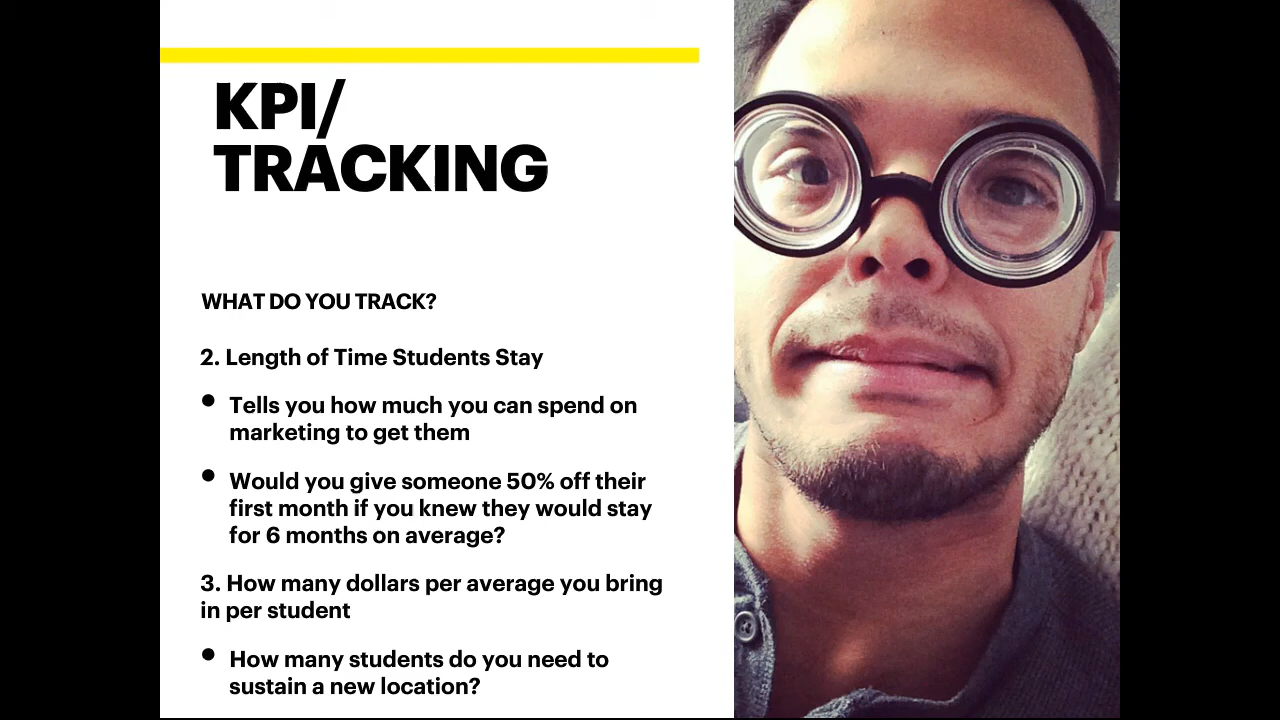 KPI/
TRACKING
WHAT DO YOU TRACK?
2. Length of Time Students Stay
● Tells you how much you can spend on
marketing to get them
● Would you give someone 50% off their
first month if you knew they would stay
for 6 months on average?
3. How many dollars per average you bring
in per student
● How many students do you need to
sustain a new location?